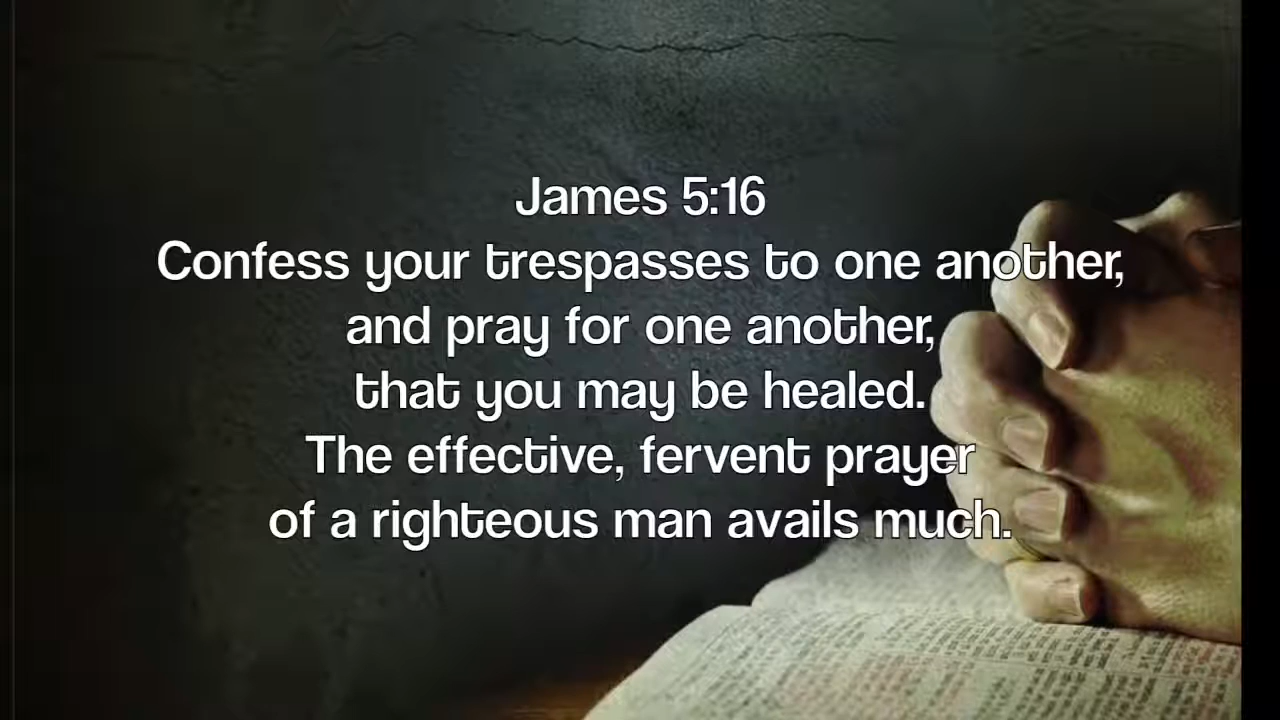 James 5:16
Confess your trespasses to one another,
and pray for one another,
that you may be healed.
The effective, fervent prayer
of a righteous man avails much.